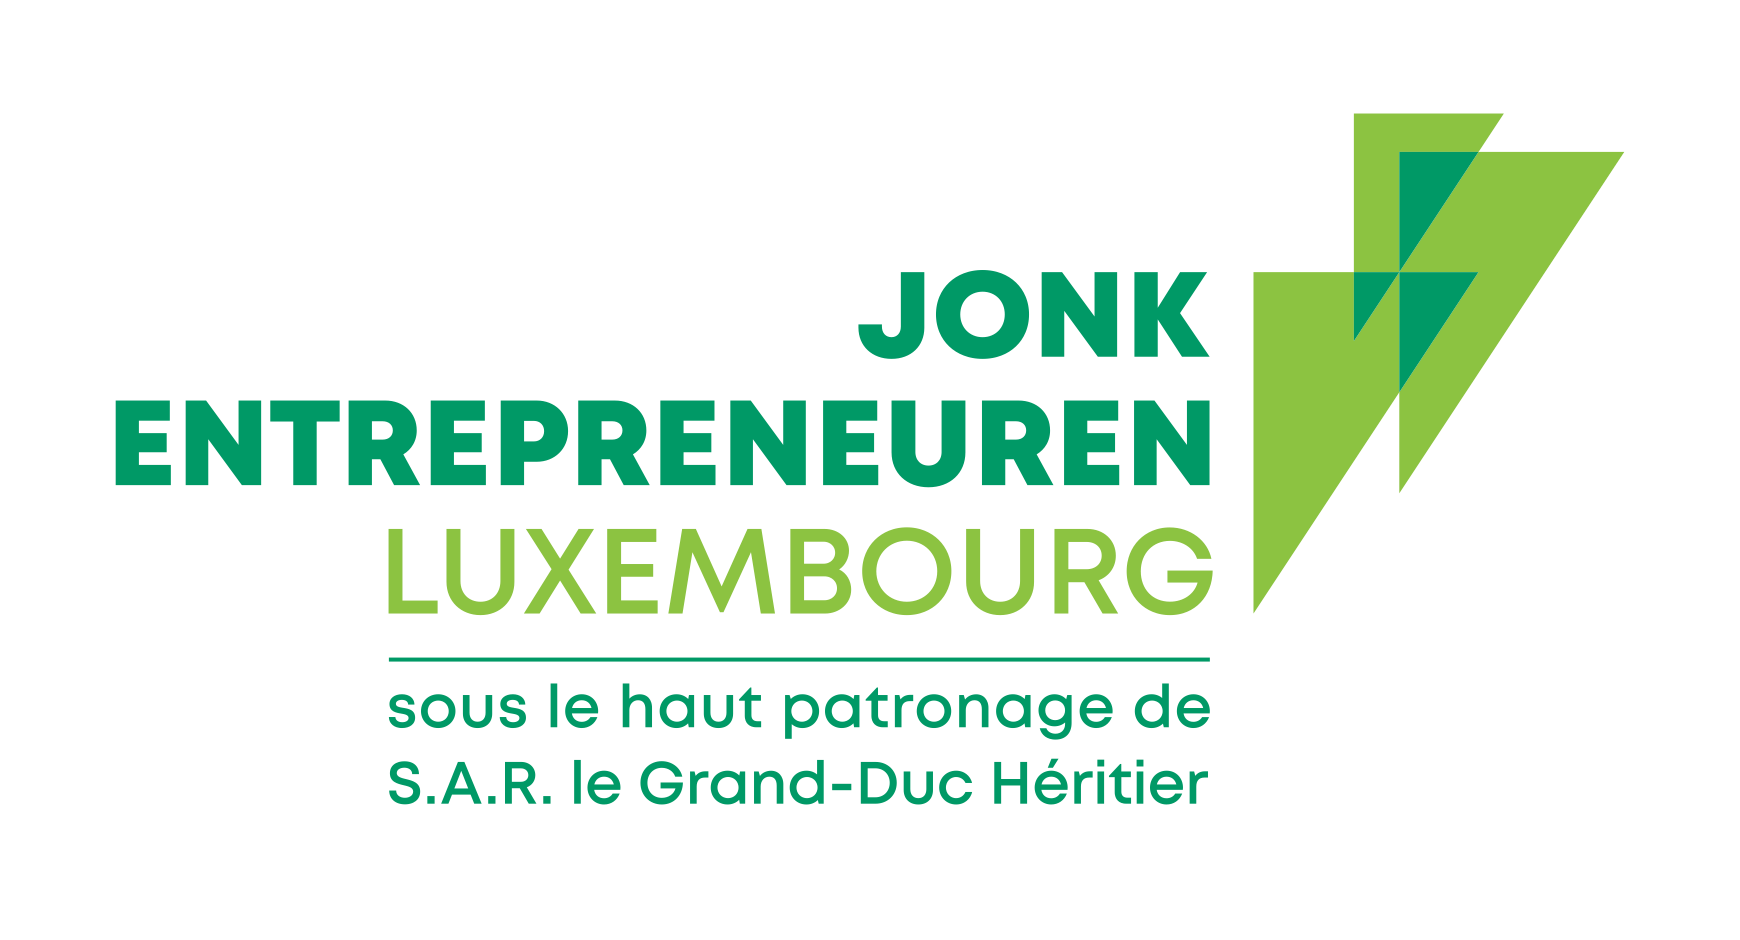 JONK
ENTREPRENEUREN
LUXEMBOURG
sous le haut patronage de
S.A.R. le Grand-Duc Héritier